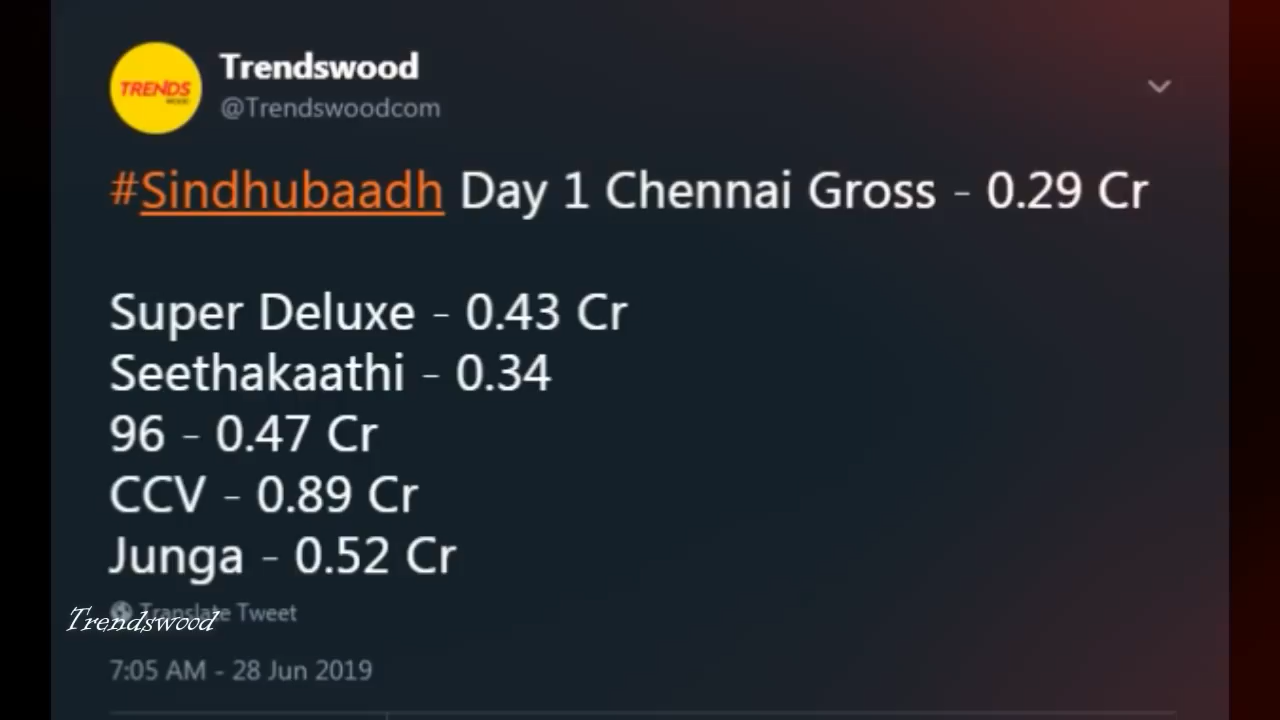 TRENDS
WOOD
Trendswood
@Trendswoodcom
#Sindhubaadh Day 1 Chennai Gross - 0.29 Cr
Super Deluxe - 0.43 Cr
Seethakaathi - 0.34
96 - 0.47 Cr
CCV - 0.89 Cr
Junga - 0.52 Cr
Translate Tweet
Trendswood
7:05 AM - 28 Jun 2019